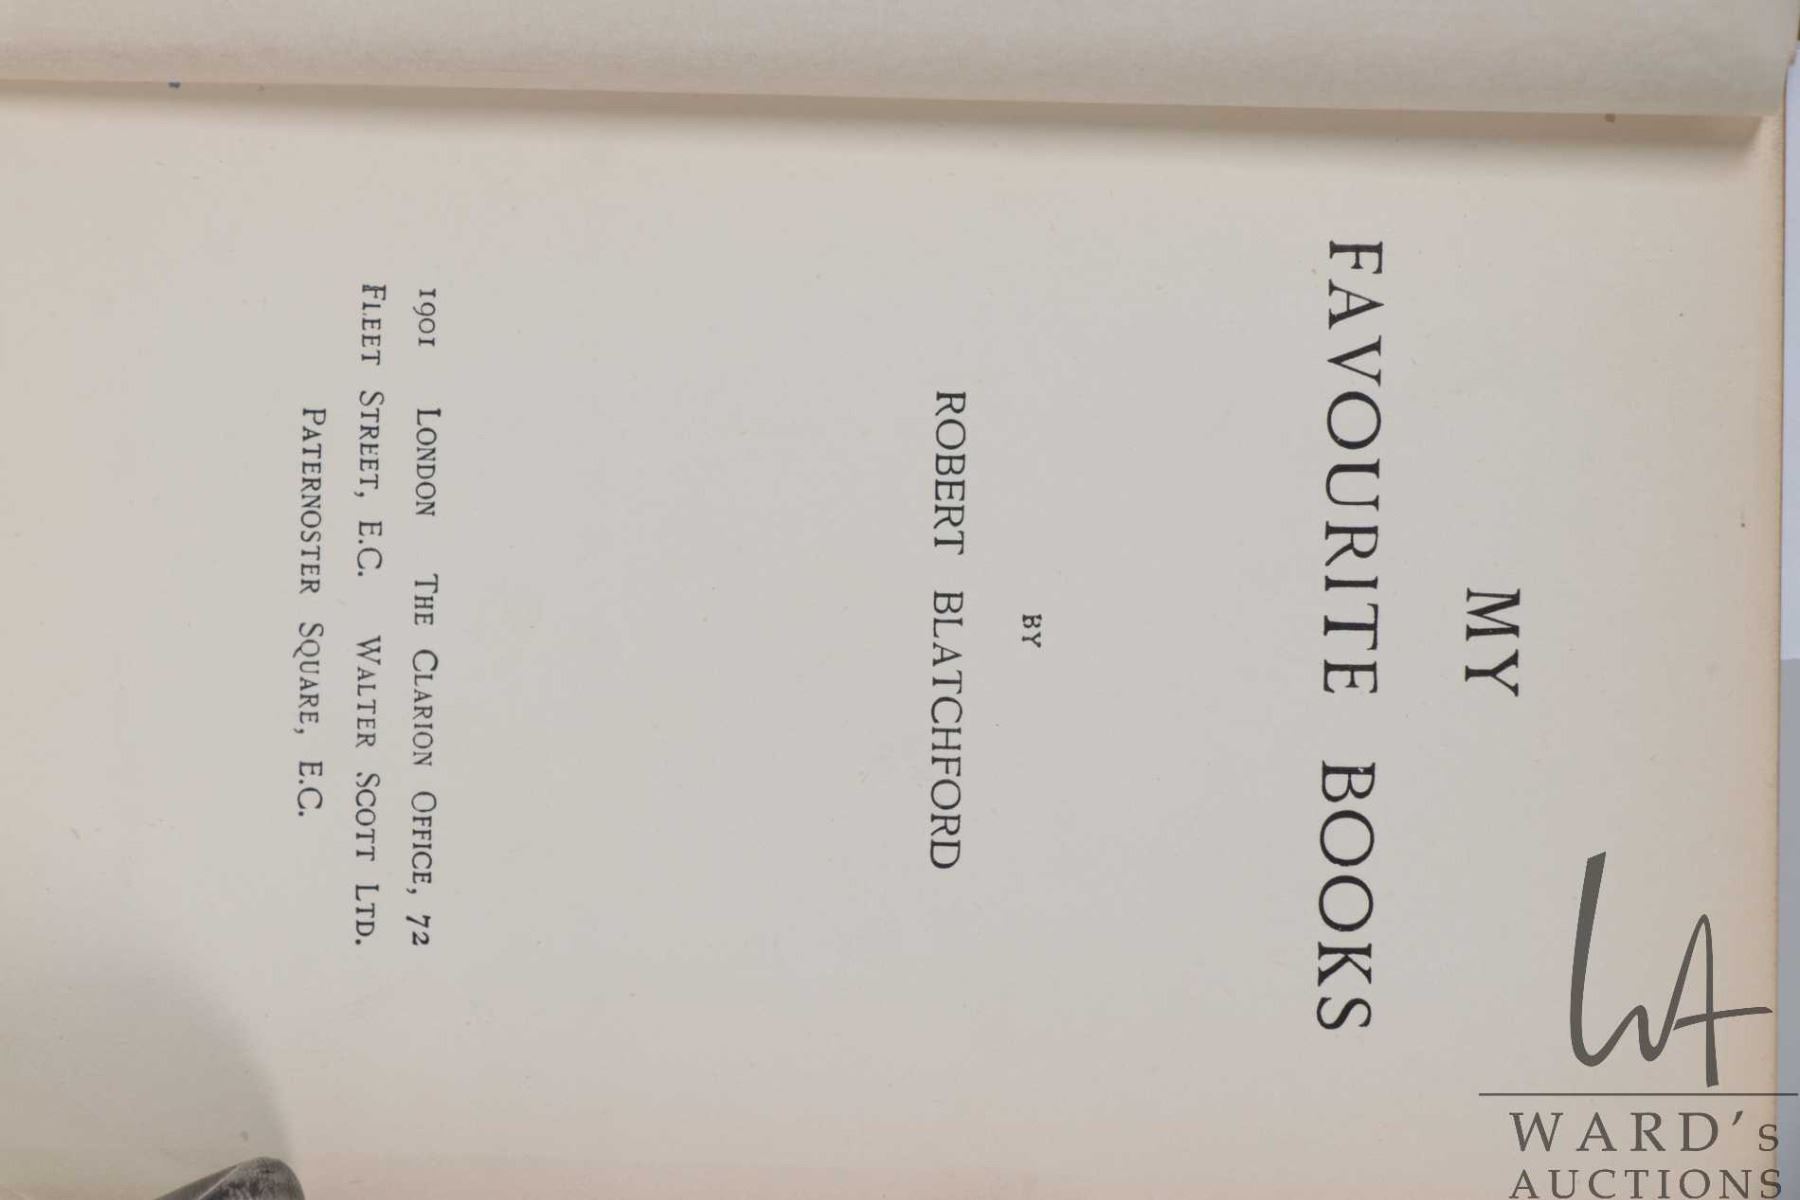 MY
FAVOURITE BOOKS
BY
ROBERT BLATCHFORD
1901 LONDON THE CLARION OFFICE, 72
FLEET STREET, E.C. WALTER SCOTT LTD.
PATERNOSTER SQUARE, E.C.
WA
WARD's
AUCTIONS